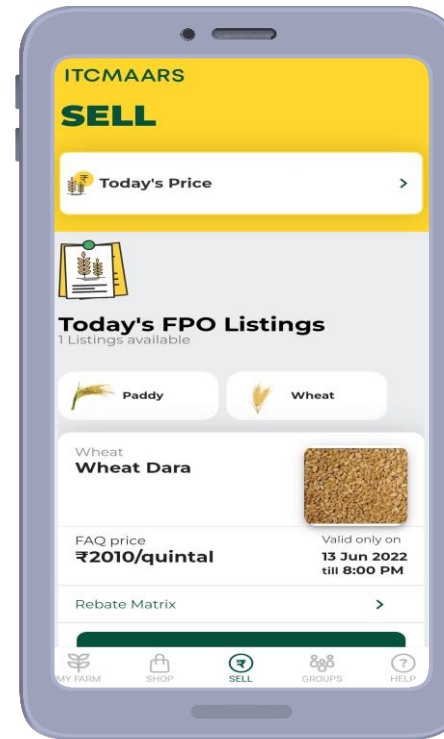 ITCMAARS
SELL
Today's Price
Today's FPO Listings
1 Listings available
Paddy
Wheat
Wheat
Wheat Dara
FAQ price
₹2010/quintal
Valid only on
13 Jun 2022
till 8:00 PM
Rebate Matrix
MY FARM
SHOP
SELL
GROUPS
HELP